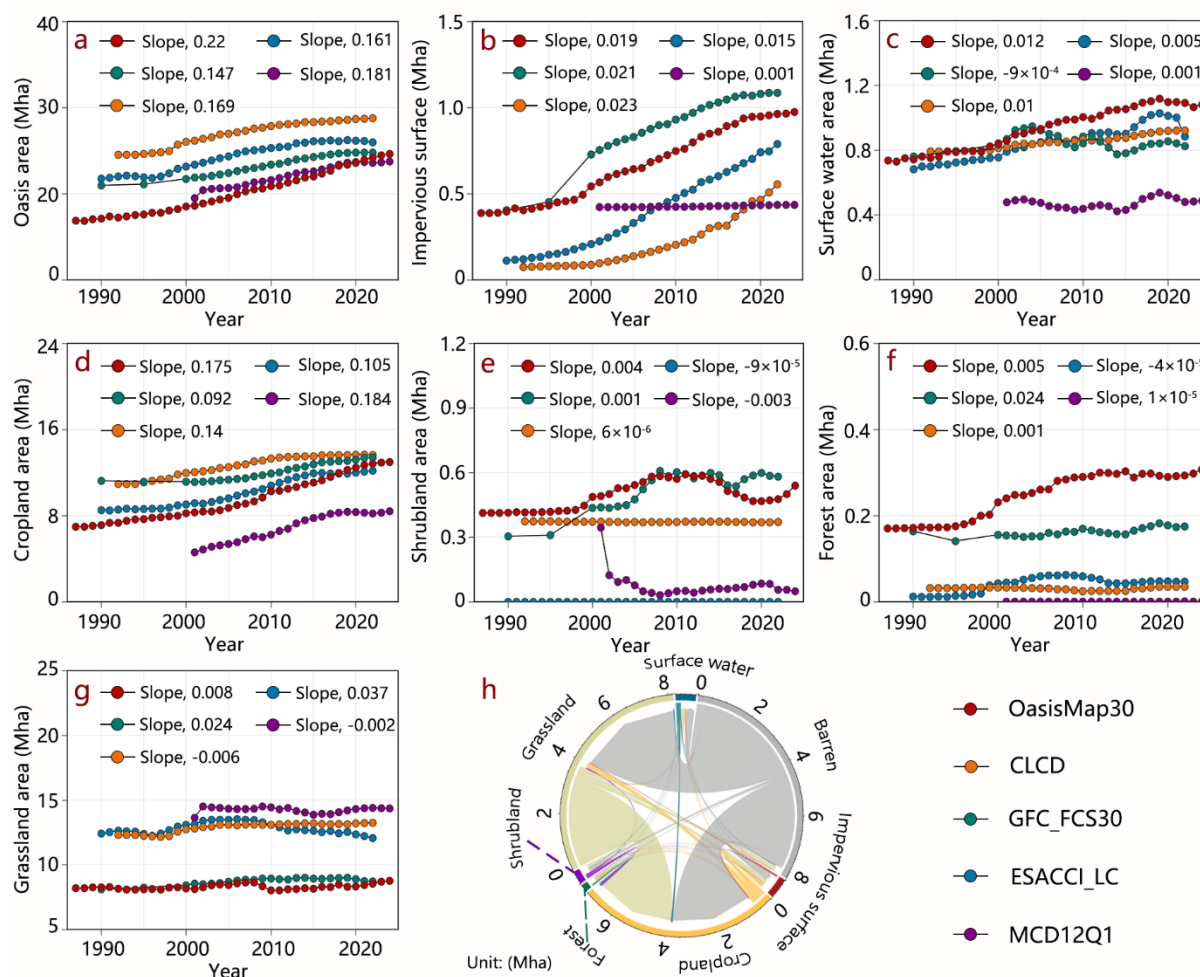 a
Slope, 0.22
Slope, 0.161
Slope, 0.147
Slope, 0.181
Slope, 0.169
Oasis area (Mha)
40
30
20
0
1990
2000
2010
2020
Year
b
Slope, 0.019
Slope, 0.015
Slope, 0.021
Slope, 0.001
Slope, 0.023
Impervious surface (Mha)
1.5
1.0
0.5
0
1990
2000
2010
2020
Year
c
Slope, 0.012
Slope, 0.005
Slope, -9×10⁻⁴
Slope, 0.001
Slope, 0.01
Surface water area (Mha)
1.6
1.2
0.8
0.4
0
1990
2000
2010
2020
Year
d
Slope, 0.175
Slope, 0.105
Slope, 0.092
Slope, 0.184
Slope, 0.14
Cropland area (Mha)
24
16
8
0
1990
2000
2010
2020
Year
e
Slope, 0.004
Slope, -9×10⁻⁵
Slope, 0.001
Slope, -0.003
Slope, 6×10⁻⁶
Shrubland area (Mha)
1.2
0.9
0.6
0.3
0
1990
2000
2010
2020
Year
f
Slope, 0.005
Slope, -4×10⁻⁵
Slope, 0.024
Slope, 1×10⁻⁵
Slope, 0.001
Forest area (Mha)
0.6
0.4
0.2
0
1990
2000
2010
2020
Year
g
Slope, 0.008
Slope, 0.037
Slope, 0.024
Slope, -0.002
Slope, -0.006
Grassland area (Mha)
25
20
15
10
5
1990
2000
2010
2020
Year
h
Surface water
0
2
4
6
8
Barren
Impervious surface
0
2
4
6
Cropland
Forest
Shrubland
0
2
4
6
8
Grassland
Unit: (Mha)
OasisMap30
CLCD
GFC_FCS30
ESACCI_LC
MCD12Q1